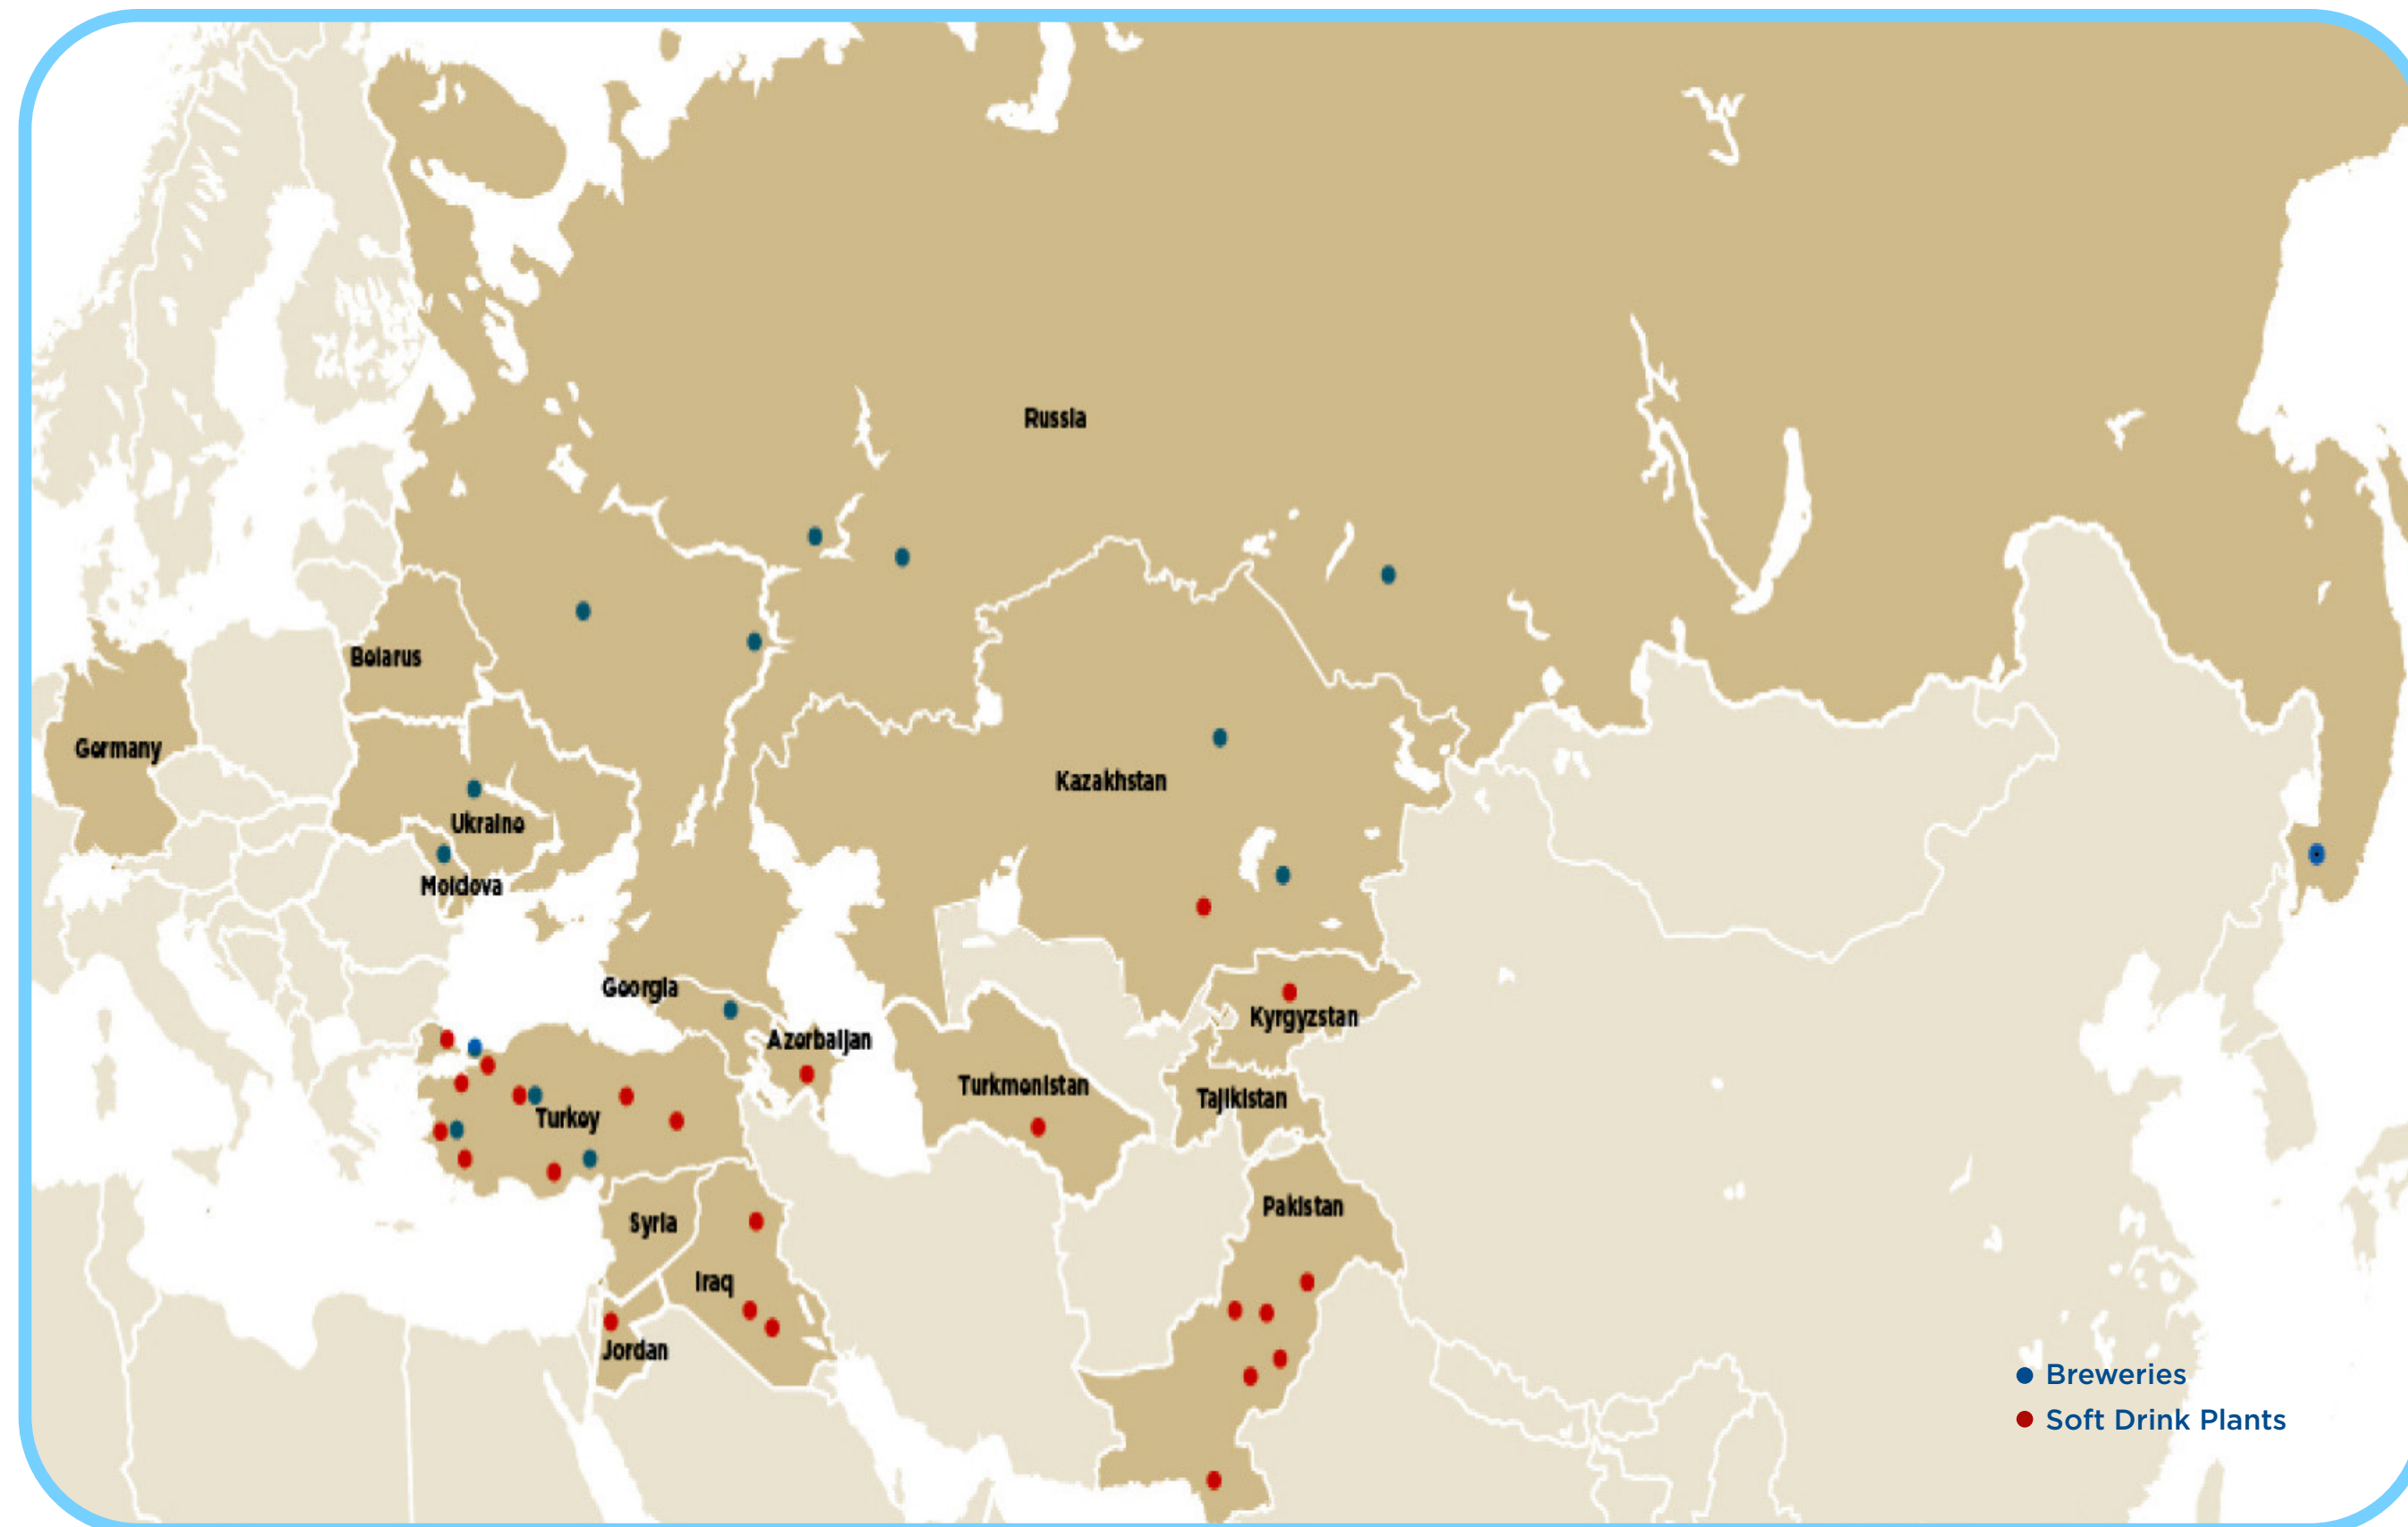 Russia
Belarus
Germany
Kazakhstan
Ukraine
Moldova
Georgia
Kyrgyzstan
Azerbaijan
Turkmenistan
Tajikistan
Turkey
Pakistan
Syria
Iraq
Jordan
Breweries
Soft Drink Plants